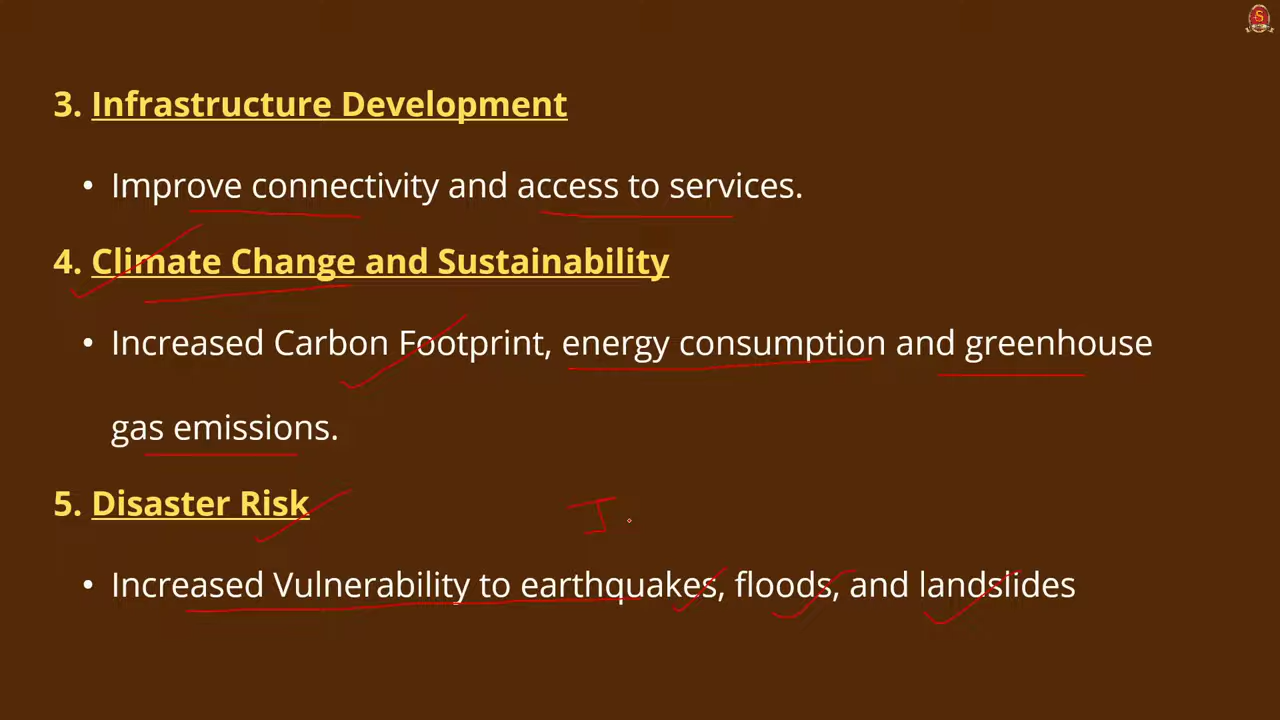 3. Infrastructure Development
• Improve connectivity and access to services.
4. Climate Change and Sustainability
• Increased Carbon Footprint, energy consumption and greenhouse
gas emissions.
5. Disaster Risk
I
• Increased Vulnerability to earthquakes, floods, and landslides